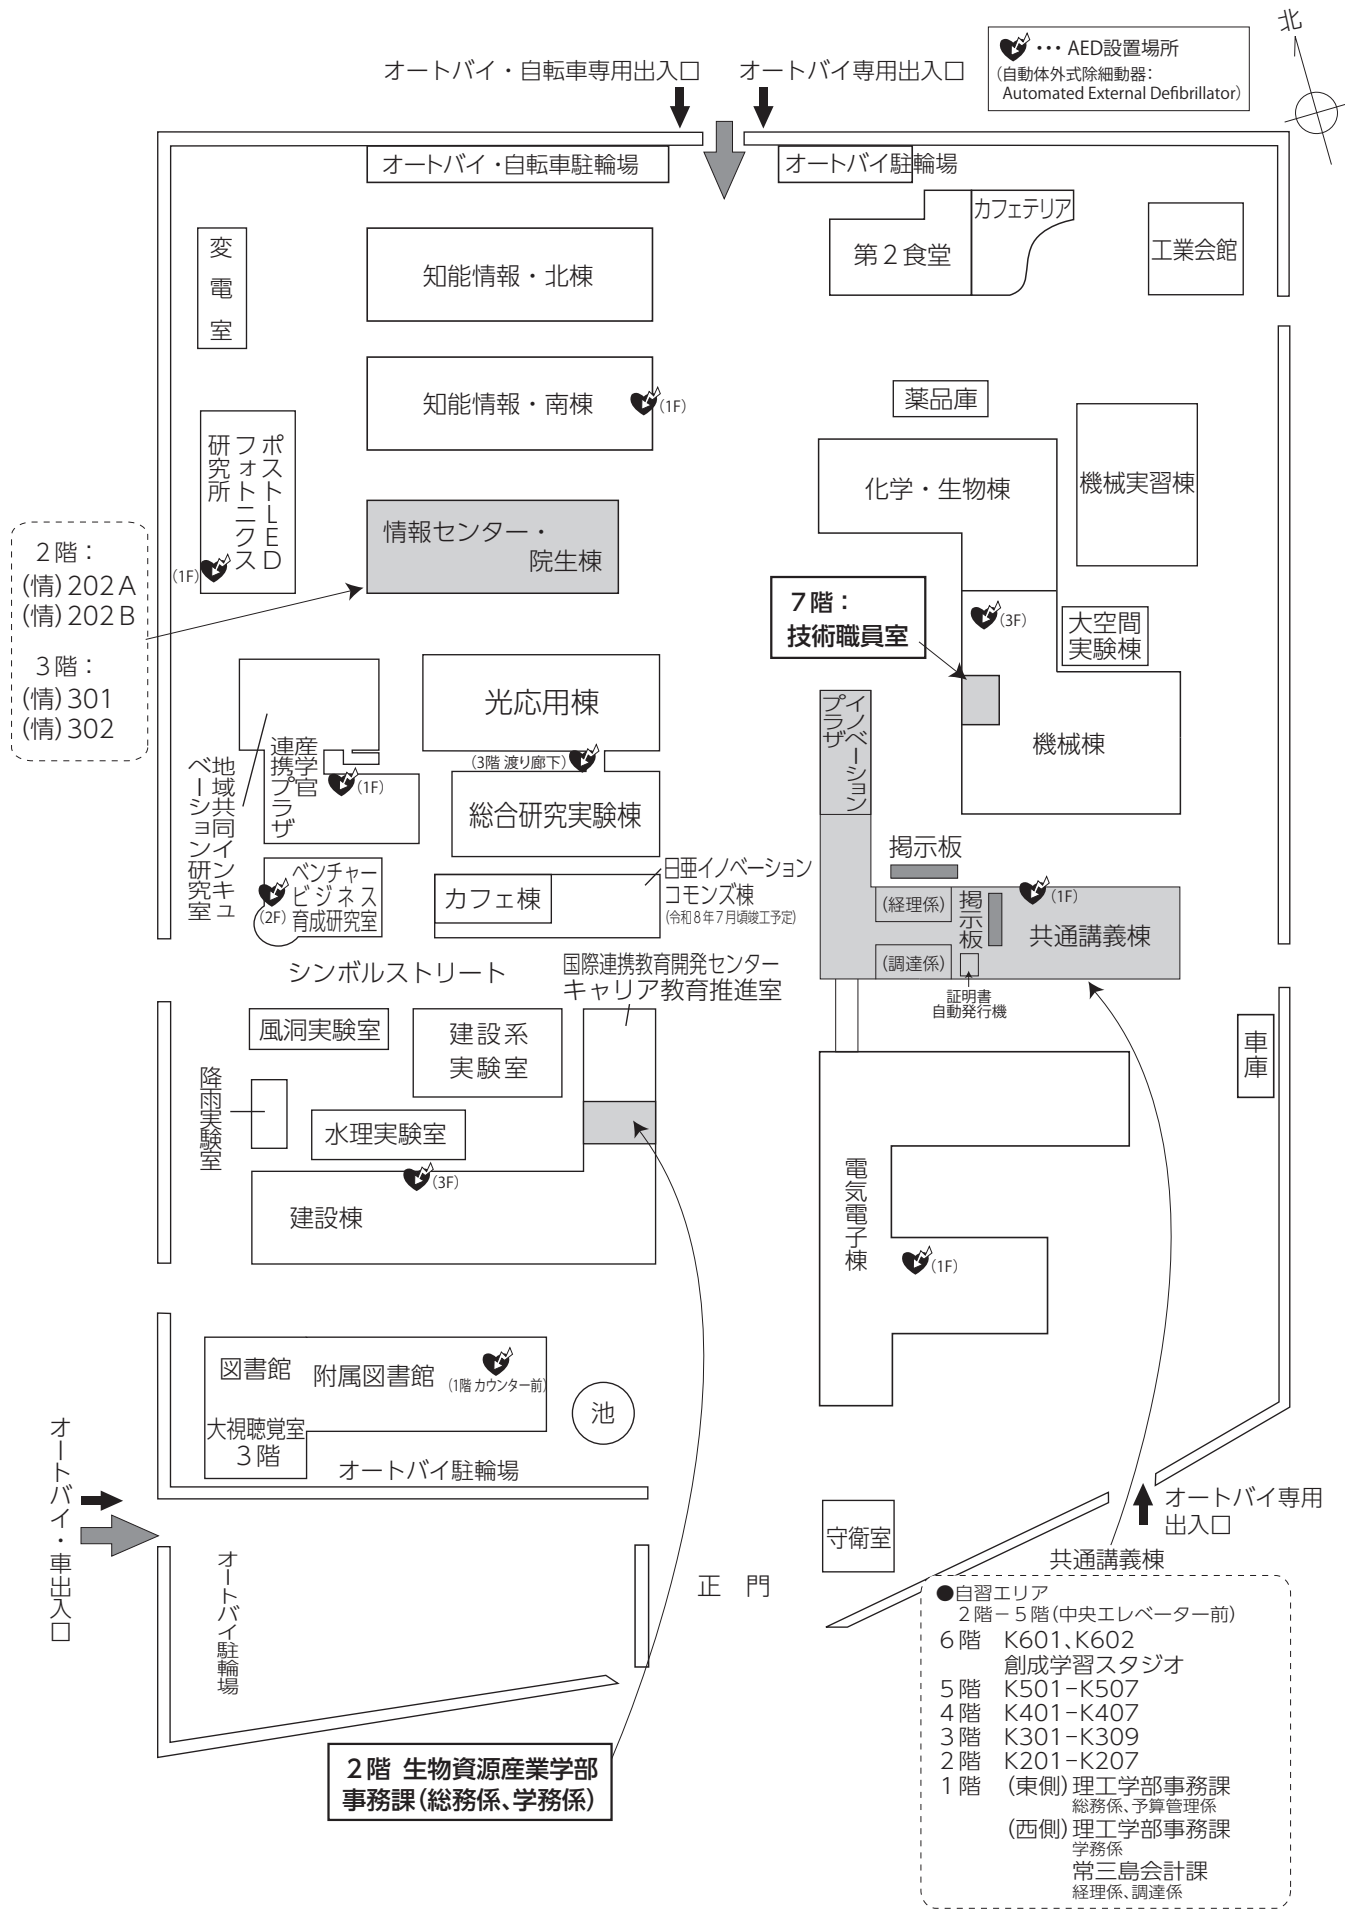 北
･･･ AED設置場所
(自動体外式除細動器:
Automated External Defibrillator)
オートバイ・自転車専用出入口
オートバイ専用出入口
オートバイ・自転車駐輪場
オートバイ駐輪場
変電室
知能情報・北棟
第２食堂
カフェテリア
工業会館
知能情報・南棟
(1F)
薬品庫
ポストLED
フォトニクス
研究所
(1F)
化学・生物棟
機械実習棟
情報センター・
院生棟
２階：
(情)202A
(情)202B
３階：
(情)301
(情)302
７階：
技術職員室
(3F)
大空間
実験棟
機械棟
イノベーション
プラザ
光応用棟
(3階 渡り廊下)
総合研究実験棟
産学官
連携プラザ
(1F)
地域共同インキュ
ベーション研究室
ベンチャー
ビジネス
育成研究室
(2F)
カフェ棟
日亜イノベーション
コモンズ棟
(令和８年７月頃竣工予定)
掲示板
(経理係)
掲示板
(1F)
共通講義棟
(調達係)
証明書
自動発行機
シンボルストリート
国際連携教育開発センター
キャリア教育推進室
風洞実験室
建設系
実験室
降雨実験室
水理実験室
(3F)
建設棟
車庫
電気電子棟
(1F)
図書館
附属図書館
(1階 カウンター前)
大視聴覚室
３階
池
オートバイ駐輪場
オートバイ・車出入口
オートバイ駐輪場
守衛室
正　門
オートバイ専用
出入口
共通講義棟
●自習エリア
２階－５階(中央エレベーター前)
６階　K601、K602
創成学習スタジオ
５階　K501−K507
４階　K401−K407
３階　K301−K309
２階　K201−K207
１階　(東側)理工学部事務課
総務係、予算管理係
(西側)理工学部事務課
学務係
常三島会計課
経理係、調達係
２階 生物資源産業学部
事務課(総務係、学務係)